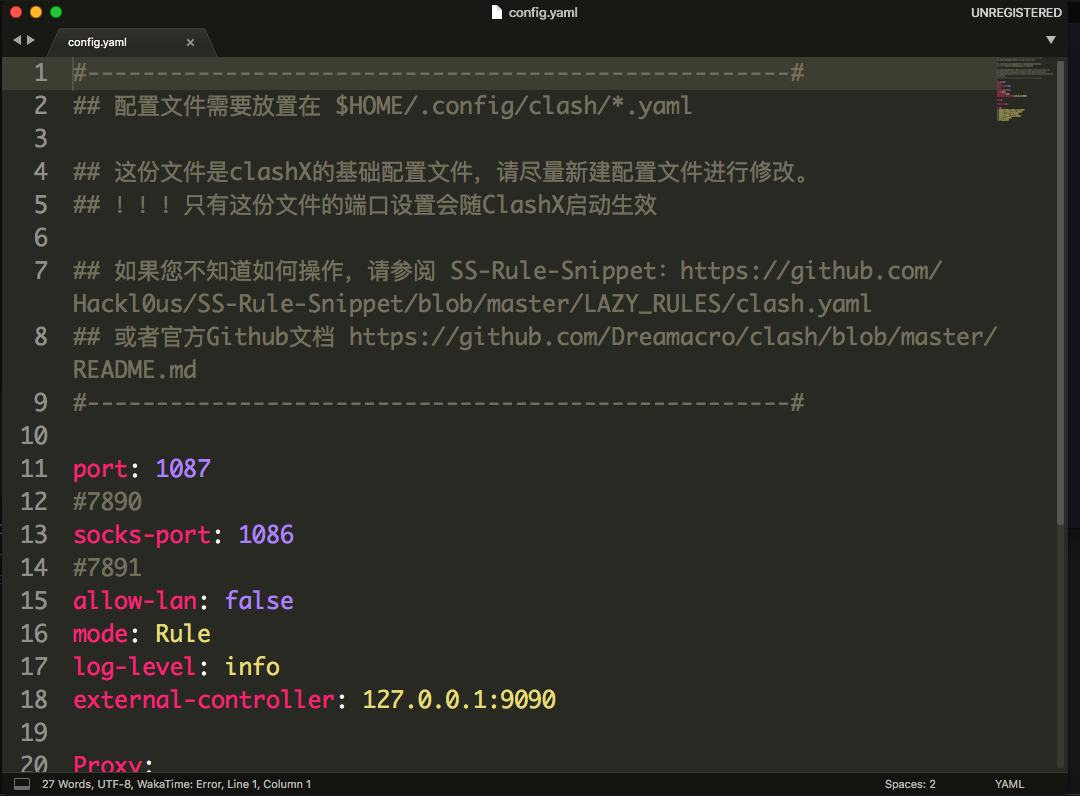 config.yaml
UNREGISTERED
config.yaml ×
1 #---------------------------------------------------#
2 ## 配置文件需要放置在 $HOME/.config/clash/*.yaml
3
4 ## 这份文件是clashX的基础配置文件，请尽量新建配置文件进行修改。
5 ## ！！！只有这份文件的端口设置会随ClashX启动生效
6
7 ## 如果您不知道如何操作，请参阅 SS-Rule-Snippet：https://github.com/
Hackl0us/SS-Rule-Snippet/blob/master/LAZY_RULES/clash.yaml
8 ## 或者官方Github文档 https://github.com/Dreamacro/clash/blob/master/
README.md
9 #---------------------------------------------------#
10
11 port: 1087
12 #7890
13 socks-port: 1086
14 #7891
15 allow-lan: false
16 mode: Rule
17 log-level: info
18 external-controller: 127.0.0.1:9090
19
20 Proxy:
27 Words, UTF-8, WakaTime: Error, Line 1, Column 1
Spaces: 2
YAML